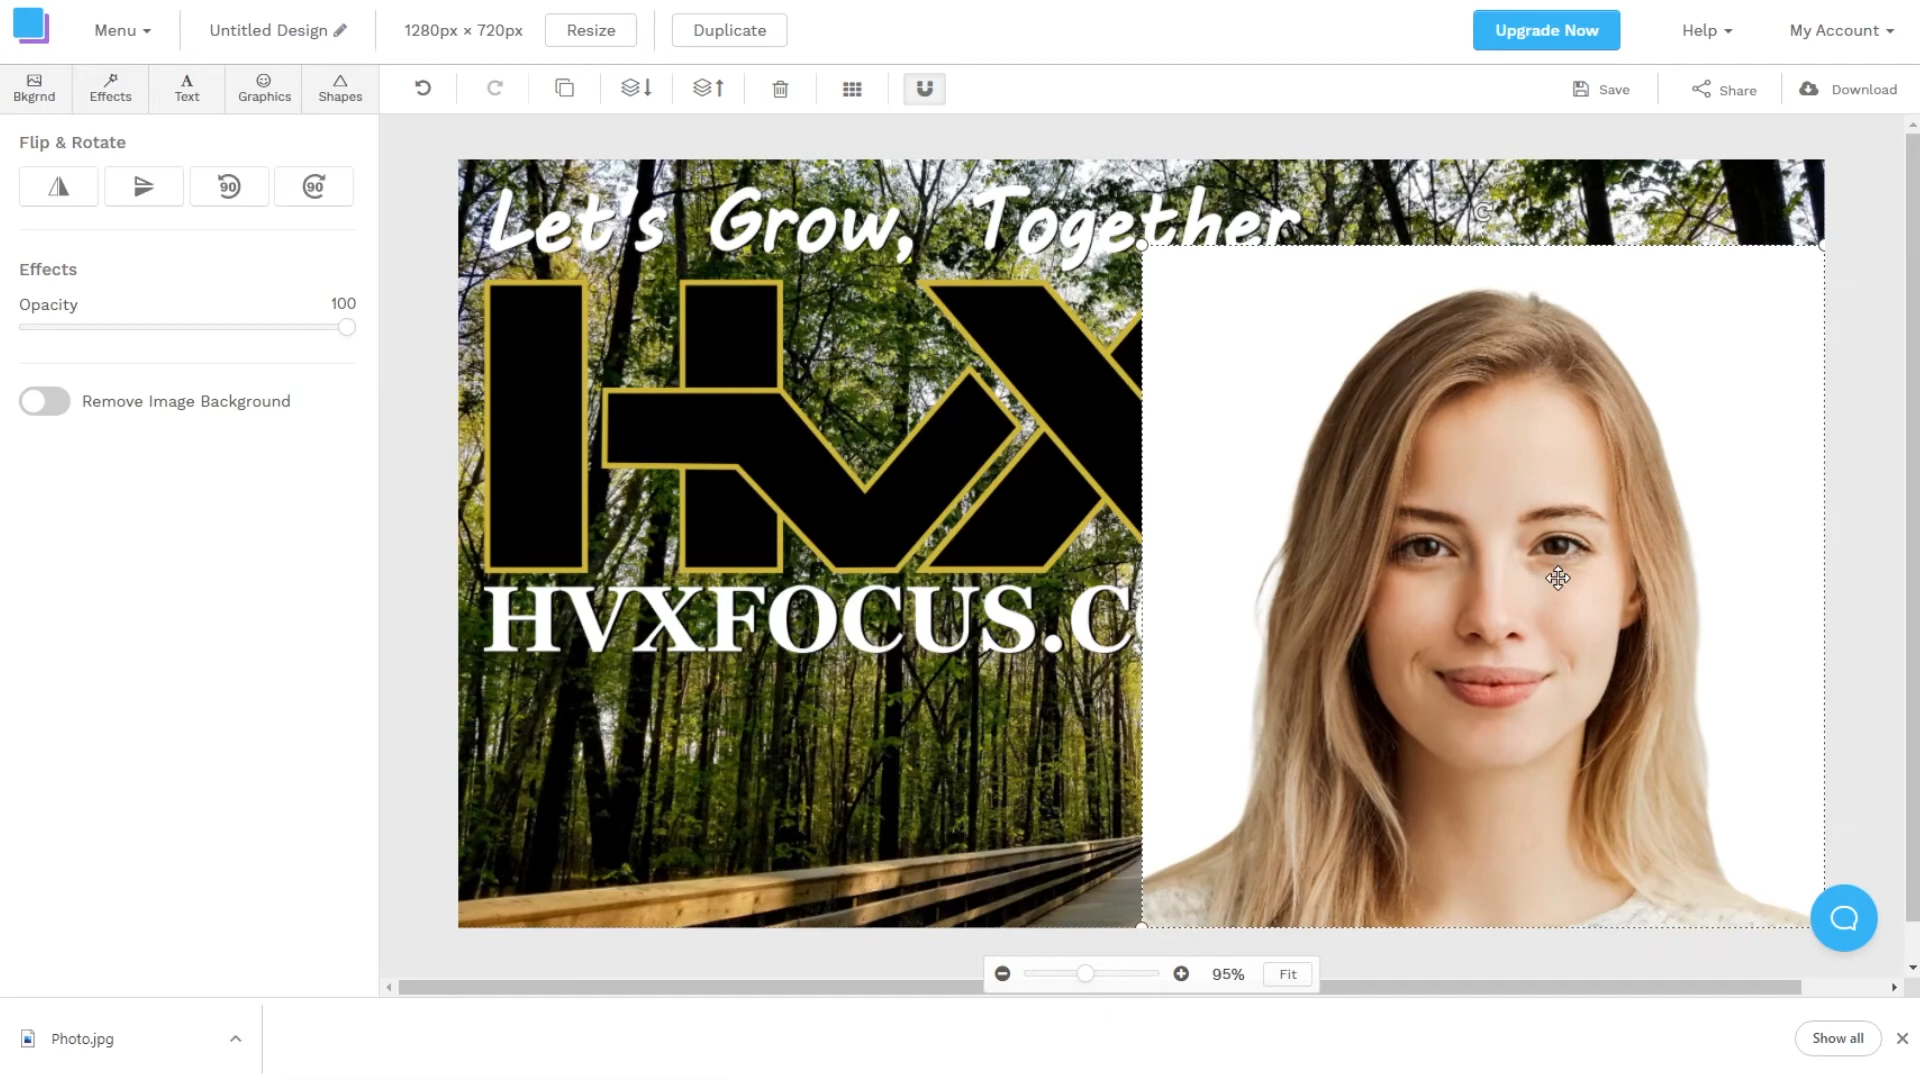 Menu Untitled Design 1280px × 720px Resize Duplicate Upgrade Now Help My Account
Bkgrnd Effects Text Graphics Shapes Save Share Download
Flip & Rotate
90 90
Effects
Opacity 100
Remove Image Background
Let's Grow, Together
HVX
HVXFOCUS.C
95% Fit
Photo.jpg Show all